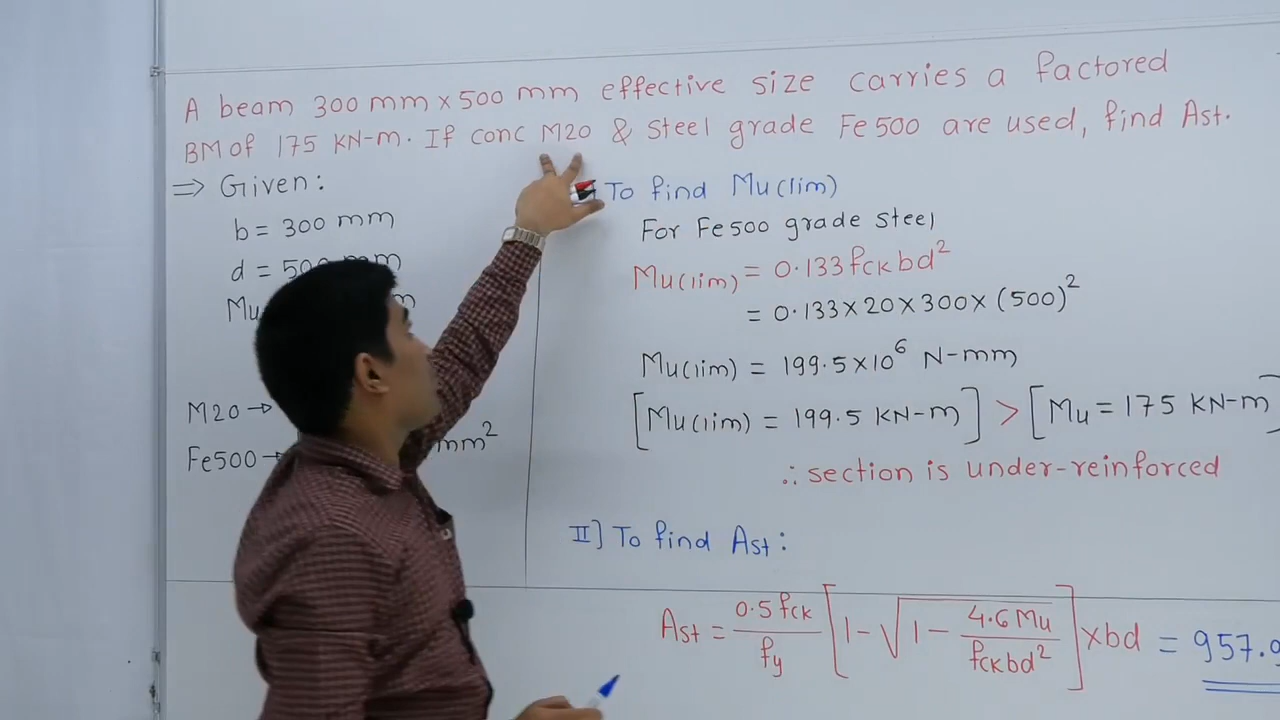 A beam 300 mm x 500 mm effective size carries a factored
BM of 175 KN-m. If conc M20 & steel grade Fe500 are used, find Ast.
⇒ Given:
b = 300 mm
d = 500 mm
Mu
M20 →
Fe500 →
mm²
To find Mu(lim)
For Fe500 grade steel
Mu(lim) = 0.133 fck bd²
= 0.133 x 20 x 300 x (500)²
Mu(lim) = 199.5 x 10⁶ N-mm
[Mu(lim) = 199.5 KN-m] > [Mu = 175 KN-m
∴ section is under-reinforced
II] To find Ast:
Ast = 0.5 fck / fy [1 - √1 - 4.6 Mu / fck bd²] x bd = 957.9